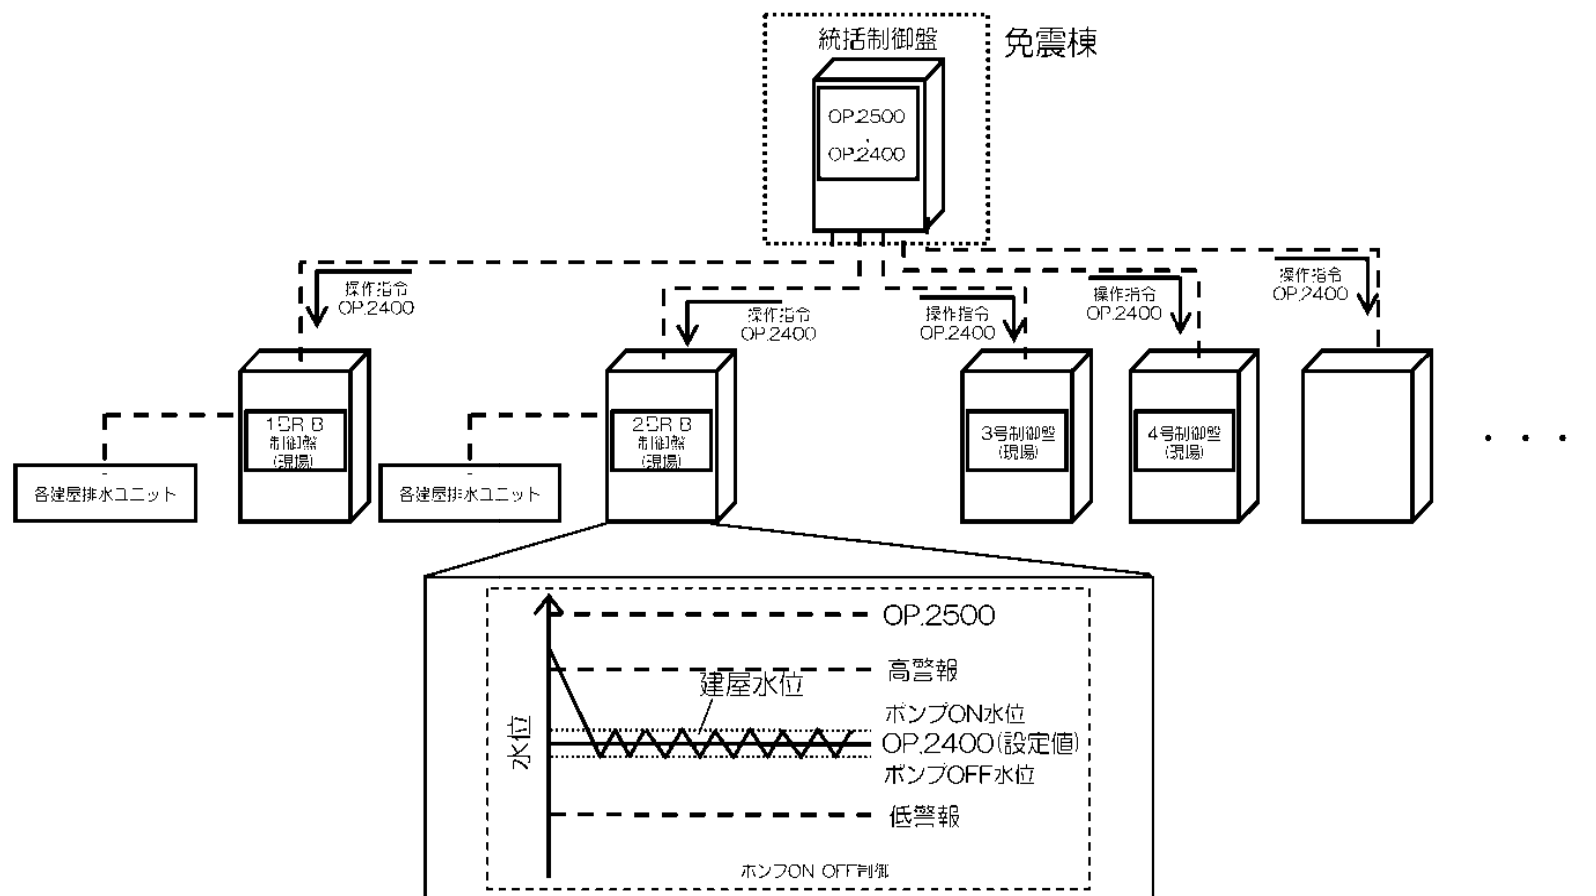 統括制御盤
免震棟
OP.2500
OP.2400
操作指令
OP.2400
操作指令
OP.2400
操作指令
OP.2400
操作指令
OP.2400
操作指令
OP.2400
制御盤
(現場)
制御盤
(現場)
3号制御盤
(現場)
4号制御盤
(現場)
・・・
各建屋排水ユニット
各建屋排水ユニット
OP.2500
高警報
建屋水位
ポンプON水位
水位
OP.2400(設定値)
ポンプOFF水位
低警報
ポンプON OFF制御